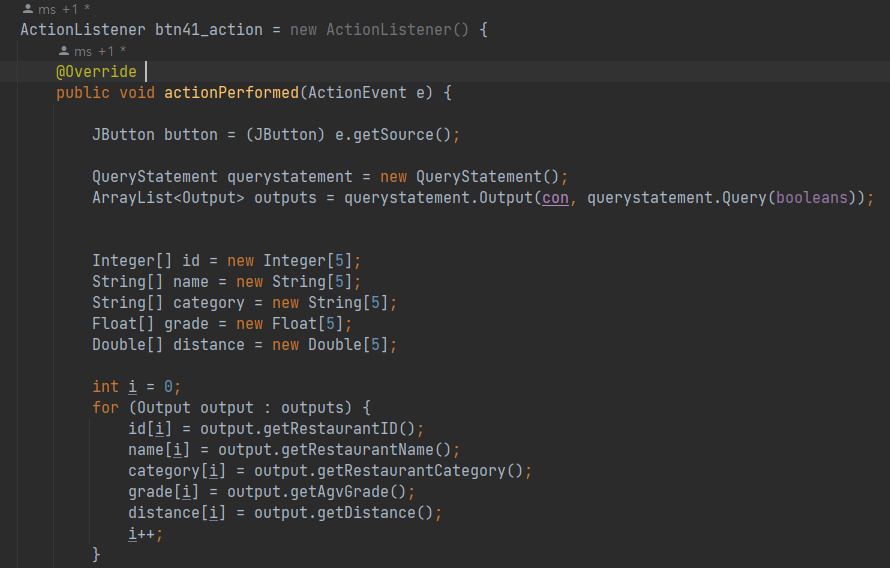 ms +1 *
ActionListener btn41_action = new ActionListener() {
ms +1 *
@Override
public void actionPerformed(ActionEvent e) {
JButton button = (JButton) e.getSource();
QueryStatement querystatement = new QueryStatement();
ArrayList<Output> outputs = querystatement.Output(con, querystatement.Query(booleans));
Integer[] id = new Integer[5];
String[] name = new String[5];
String[] category = new String[5];
Float[] grade = new Float[5];
Double[] distance = new Double[5];
int i = 0;
for (Output output : outputs) {
id[i] = output.getRestaurantID();
name[i] = output.getRestaurantName();
category[i] = output.getRestaurantCategory();
grade[i] = output.getAgvGrade();
distance[i] = output.getDistance();
i++;
}